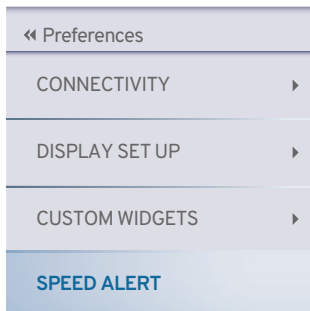 Preferences
CONNECTIVITY
DISPLAY SET UP
CUSTOM WIDGETS
SPEED ALERT